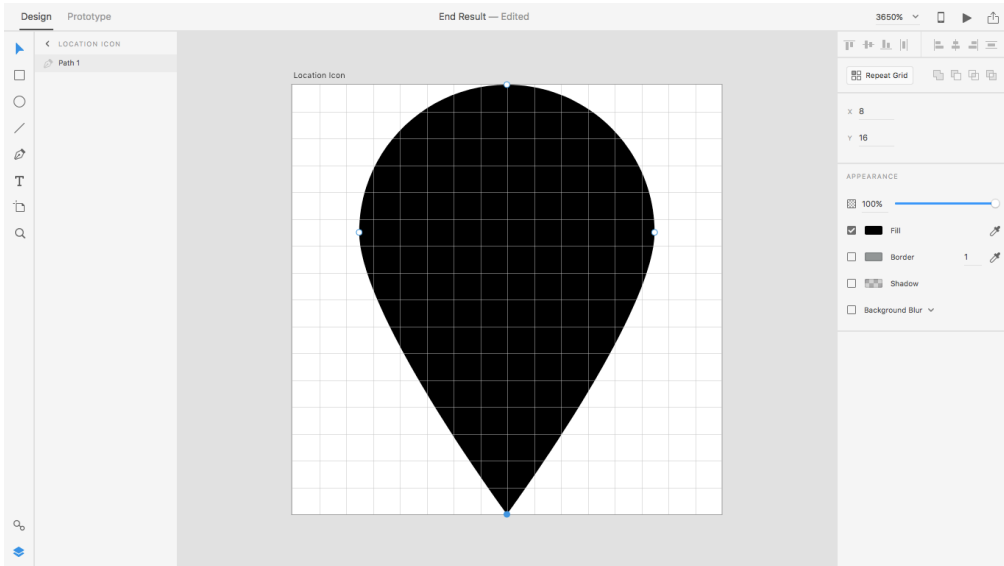 Design Prototype End Result — Edited 3650%
LOCATION ICON
Path 1
Location Icon
Repeat Grid
X 8
Y 16
APPEARANCE
100%
Fill
Border 1
Shadow
Background Blur
T